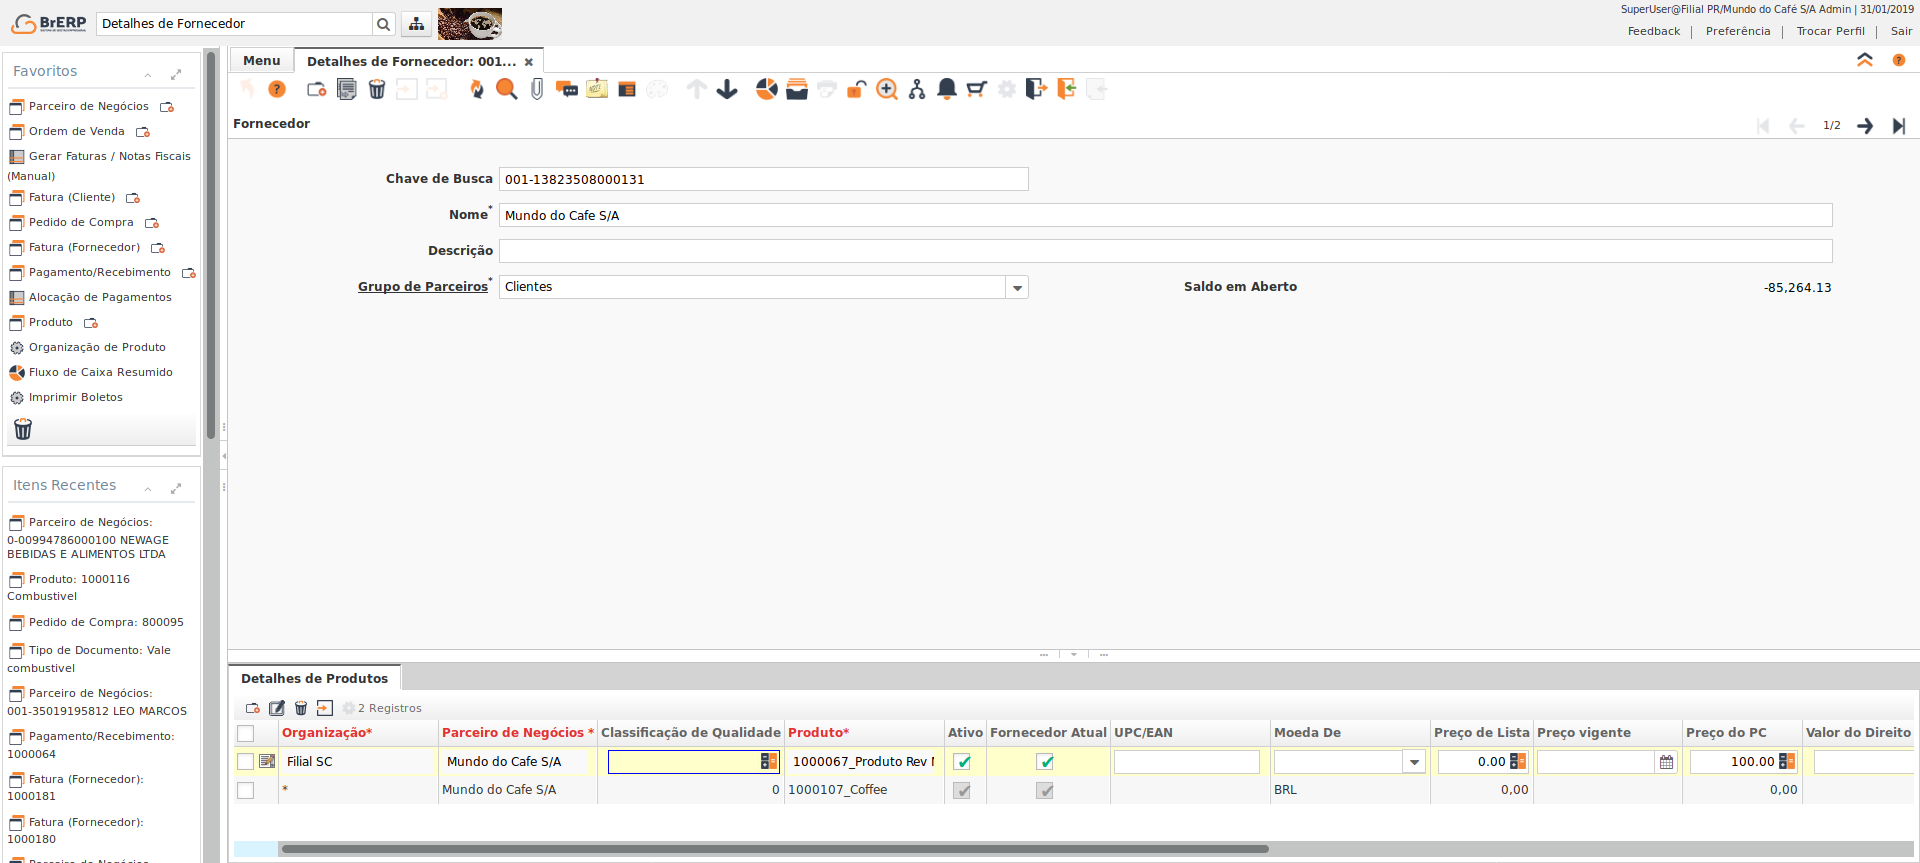 BrERP
Detalhes de Fornecedor
SuperUser@Filial PR/Mundo do Café S/A Admin | 31/01/2019
Feedback | Preferência | Trocar Perfil | Sair
Favoritos
Parceiro de Negócios
Ordem de Venda
Gerar Faturas / Notas Fiscais
(Manual)
Fatura (Cliente)
Pedido de Compra
Fatura (Fornecedor)
Pagamento/Recebimento
Alocação de Pagamentos
Produto
Organização de Produto
Fluxo de Caixa Resumido
Imprimir Boletos
Itens Recentes
Parceiro de Negócios:
0-00994786000100 NEWAGE
BEBIDAS E ALIMENTOS LTDA
Produto: 1000116
Combustivel
Pedido de Compra: 800095
Tipo de Documento: Vale
combustivel
Parceiro de Negócios:
001-35019195812 LEO MARCOS
Pagamento/Recebimento:
1000064
Fatura (Fornecedor):
1000181
Fatura (Fornecedor):
1000180
Menu
Detalhes de Fornecedor: 001...
Fornecedor
1/2
Chave de Busca 001-13823508000131
Nome* Mundo do Cafe S/A
Descrição
Grupo de Parceiros* Clientes
Saldo em Aberto -85,264.13
Detalhes de Produtos
2 Registros
Organização* Parceiro de Negócios * Classificação de Qualidade Produto* Ativo Fornecedor Atual UPC/EAN Moeda De Preço de Lista Preço vigente Preço do PC Valor do Direito
Filial SC Mundo do Cafe S/A 1000067_Produto Rev 0.00 100.00
* Mundo do Cafe S/A 0 1000107_Coffee BRL 0,00 0,00